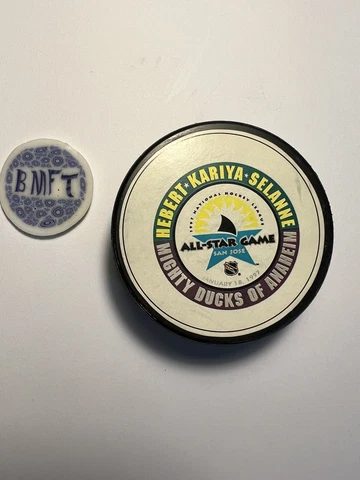 BMFT
HEBERT · KARIYA · SELANNE
1997 NATIONAL HOCKEY LEAGUE
ALL-STAR GAME
SAN JOSE
NHL
JANUARY 18, 1997
MIGHTY DUCKS OF ANAHEIM